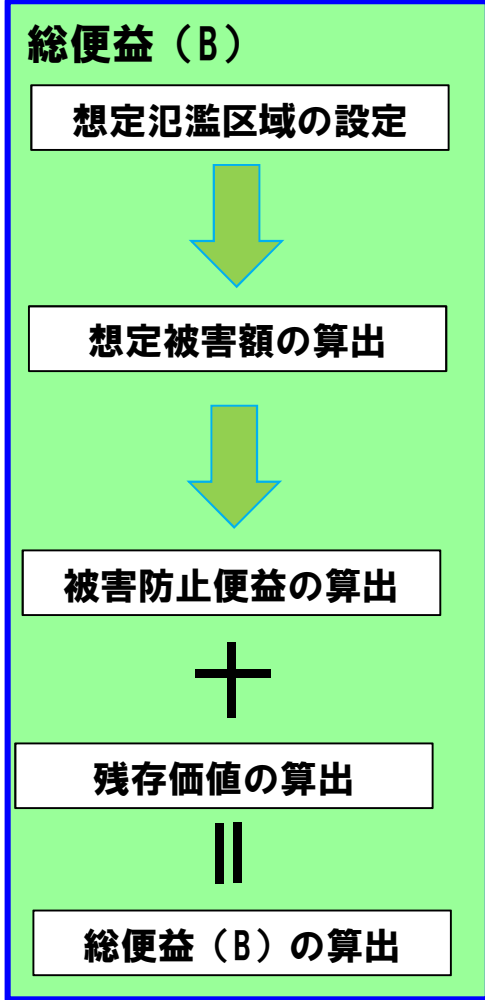 総便益（B）
想定氾濫区域の設定
想定被害額の算出
被害防止便益の算出
＋
残存価値の算出
＝
総便益（B）の算出